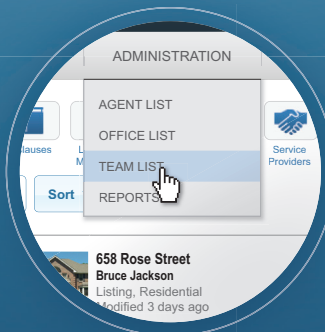 ADMINISTRATION
AGENT LIST
OFFICE LIST
TEAM LIST
REPORTS
Service
Providers
Sort
658 Rose Street
Bruce Jackson
Listing, Residential
Modified 3 days ago